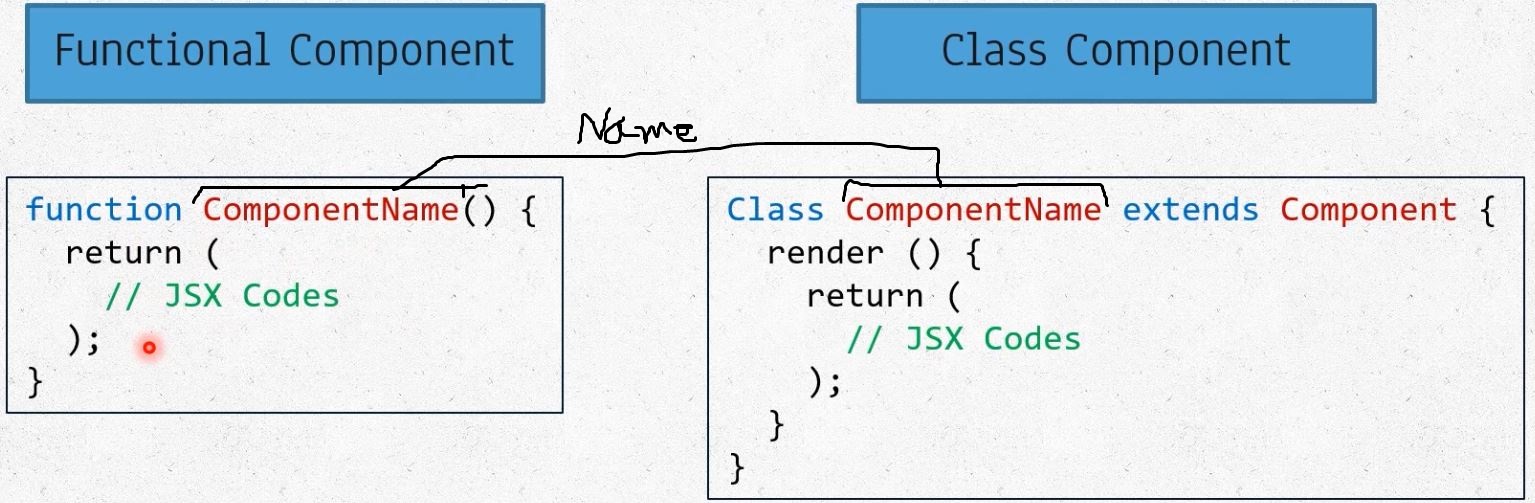 Functional Component
Class Component
Name
function ComponentName() {
return (
// JSX Codes
);
}
Class ComponentName extends Component {
render () {
return (
// JSX Codes
);
}
}